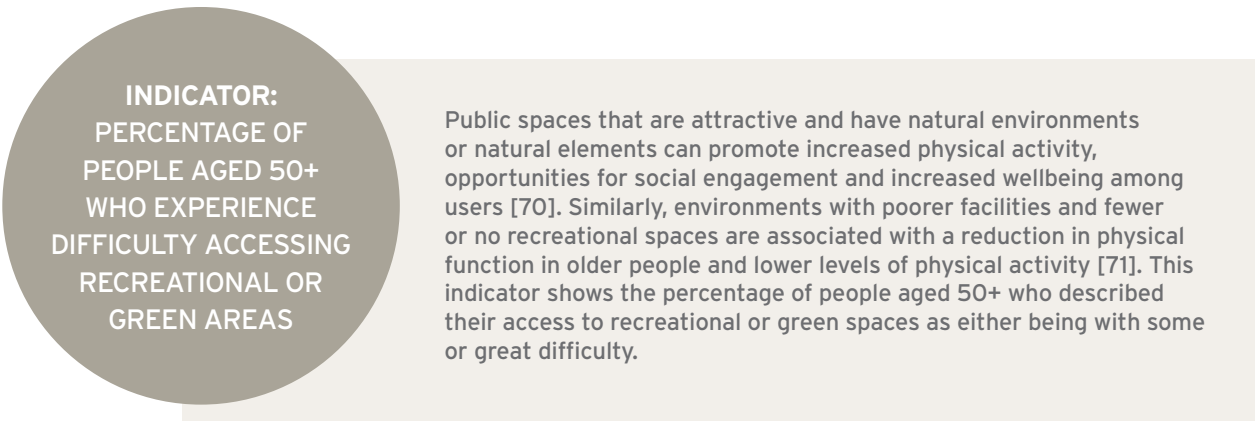 INDICATOR:
PERCENTAGE OF
PEOPLE AGED 50+
WHO EXPERIENCE
DIFFICULTY ACCESSING
RECREATIONAL OR
GREEN AREAS
Public spaces that are attractive and have natural environments
or natural elements can promote increased physical activity,
opportunities for social engagement and increased wellbeing among
users [70]. Similarly, environments with poorer facilities and fewer
or no recreational spaces are associated with a reduction in physical
function in older people and lower levels of physical activity [71]. This
indicator shows the percentage of people aged 50+ who described
their access to recreational or green spaces as either being with some
or great difficulty.